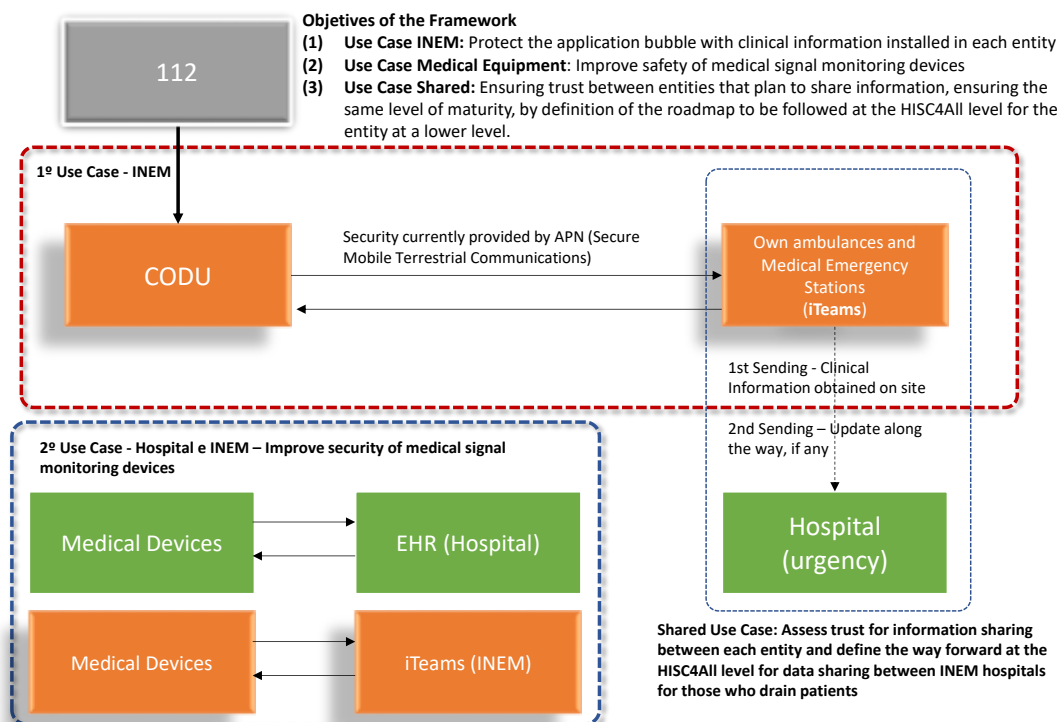 Objetives of the Framework
(1) Use Case INEM: Protect the application bubble with clinical information installed in each entity
(2) Use Case Medical Equipment: Improve safety of medical signal monitoring devices
(3) Use Case Shared: Ensuring trust between entities that plan to share information, ensuring the
same level of maturity, by definition of the roadmap to be followed at the HISC4All level for the
entity at a lower level.
112
1º Use Case - INEM
CODU
Security currently provided by APN (Secure
Mobile Terrestrial Communications)
Own ambulances and
Medical Emergency
Stations
(iTeams)
1st Sending - Clinical
Information obtained on site
2nd Sending – Update along
the way, if any
Hospital
(urgency)
2º Use Case - Hospital e INEM – Improve security of medical signal
monitoring devices
Medical Devices
EHR (Hospital)
Medical Devices
iTeams (INEM)
Shared Use Case: Assess trust for information sharing
between each entity and define the way forward at the
HISC4All level for data sharing between INEM hospitals
for those who drain patients